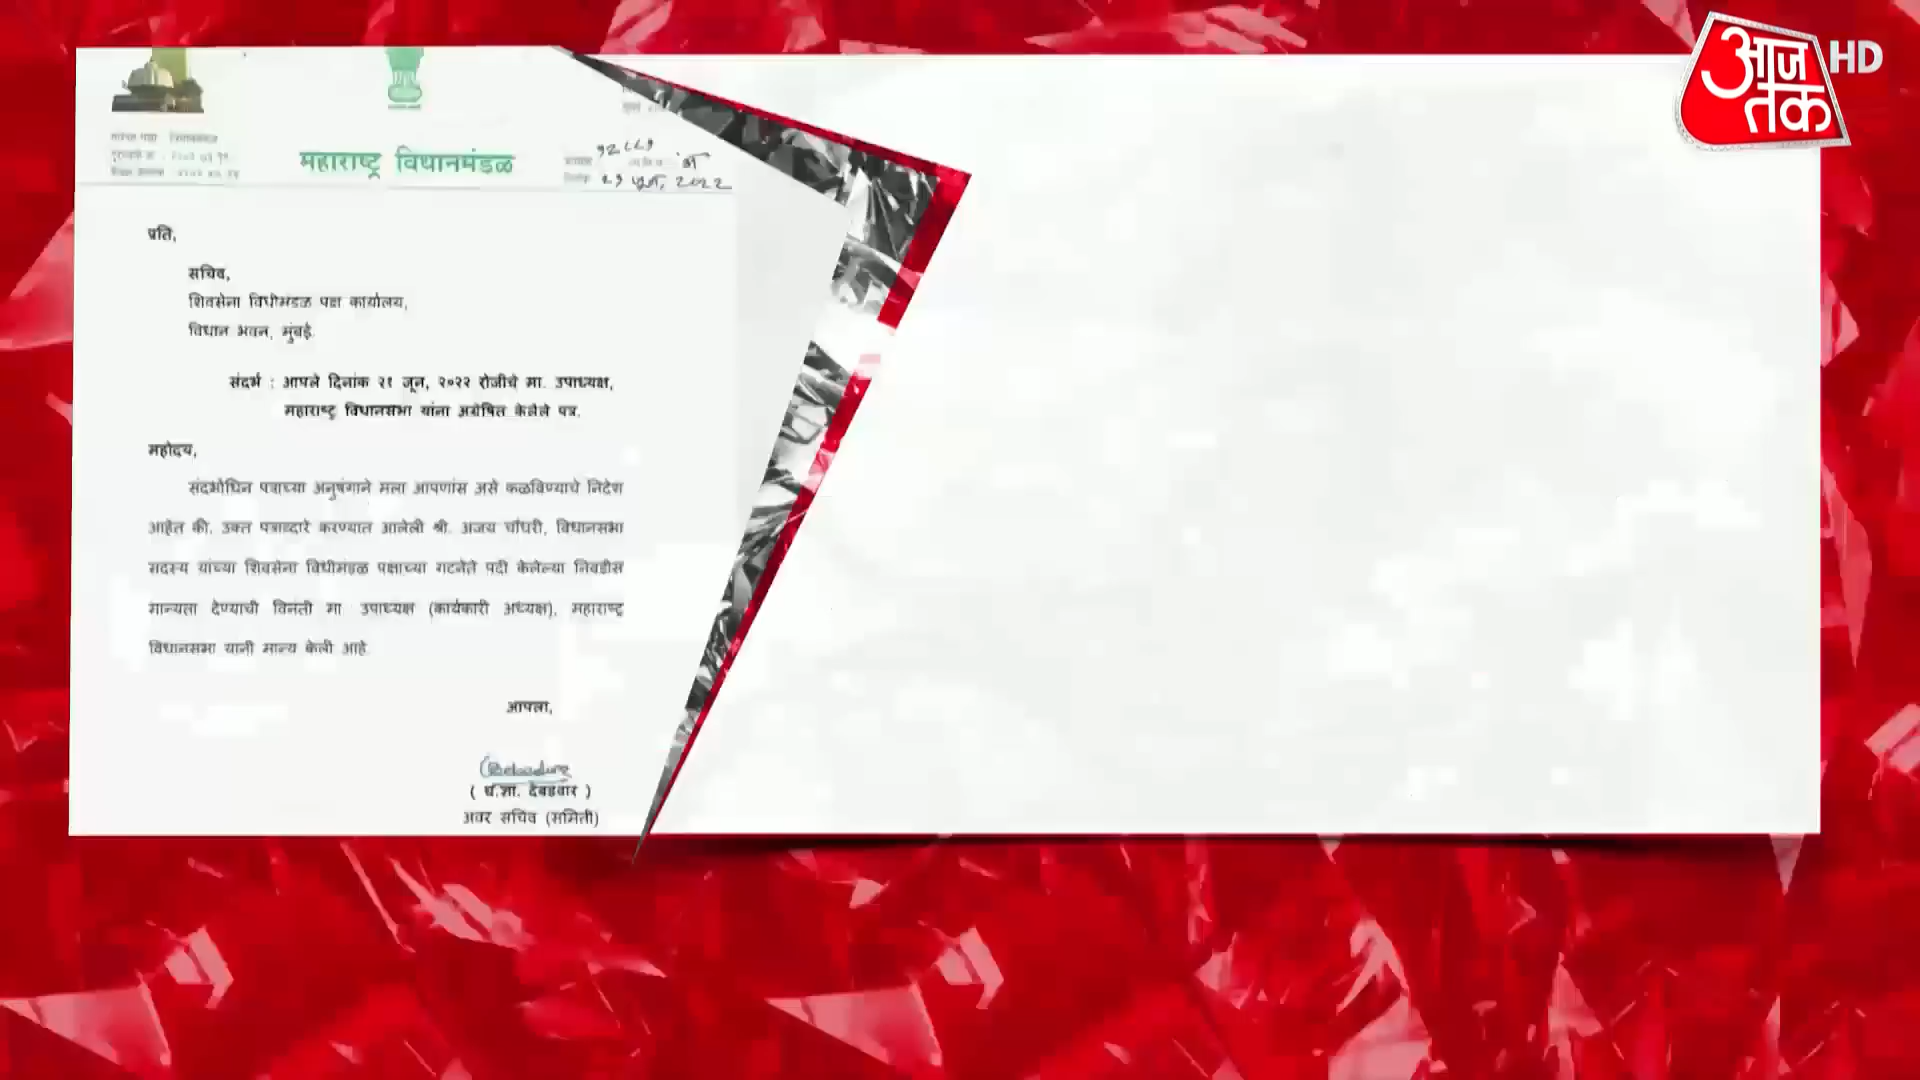 आज तक HD
महाराष्ट्र विधानमंडळ
प्रति,
सचिव,
शिवसेना विधीमंडळ पक्ष कार्यालय,
विधान भवन, मुंबई.
संदर्भ : आपले दिनांक २१ जून, २०२२ रोजीचे मा. उपाध्यक्ष,
महाराष्ट्र विधानसभा यांना अग्रेषित केलेले पत्र.
महोदय,
संदर्भाधिन पत्राच्या अनुषंगाने मला आपणांस असे कळविण्याचे निदेश
आहेत की, उक्त पत्राव्दारे करण्यात आलेली श्री. अजय चौधरी, विधानसभा
सदस्य यांच्या शिवसेना विधीमंडळ पक्षाच्या गटनेते पदी केलेल्या निवडीस
मान्यता देण्याची विनंती मा. उपाध्यक्ष (कार्यकारी अध्यक्ष), महाराष्ट्र
विधानसभा यांनी मान्य केली आहे.
आपला,
( ध.ज्ञा. देबडवार )
अवर सचिव (समिती)